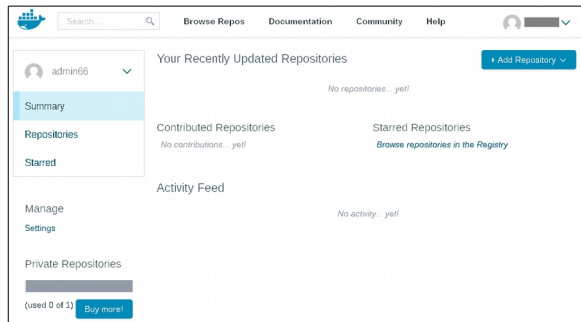 Search... Browse Repos Documentation Community Help
admin66
Summary
Repositories
Starred
Manage
Settings
Private Repositories
(used 0 of 1) Buy more!
Your Recently Updated Repositories + Add Repository
No repositories... yet!
Contributed Repositories
No contributions... yet!
Starred Repositories
Browse repositories in the Registry
Activity Feed
No activity... yet!